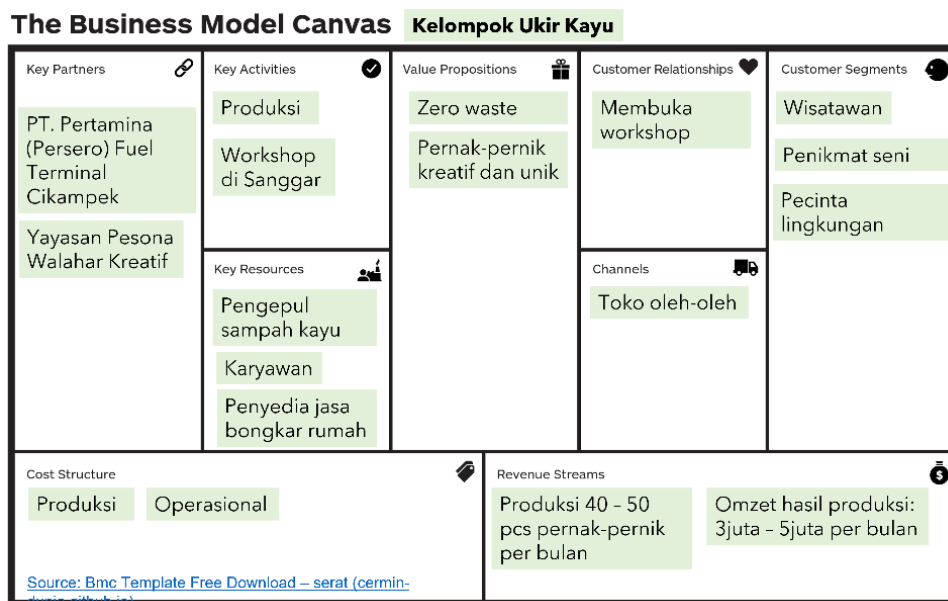 The Business Model Canvas
Kelompok Ukir Kayu
Key Partners
PT. Pertamina
(Persero) Fuel
Terminal
Cikampek
Yayasan Pesona
Walahar Kreatif
Key Activities
Produksi
Workshop
di Sanggar
Key Resources
Pengepul
sampah kayu
Karyawan
Penyedia jasa
bongkar rumah
Value Propositions
Zero waste
Pernak-pernik
kreatif dan unik
Customer Relationships
Membuka
workshop
Channels
Toko oleh-oleh
Customer Segments
Wisatawan
Penikmat seni
Pecinta
lingkungan
Cost Structure
Produksi
Operasional
Source: Bmc Template Free Download – serat (cermin-
Revenue Streams
Produksi 40 – 50
pcs pernak-pernik
per bulan
Omzet hasil produksi:
3juta – 5juta per bulan
$